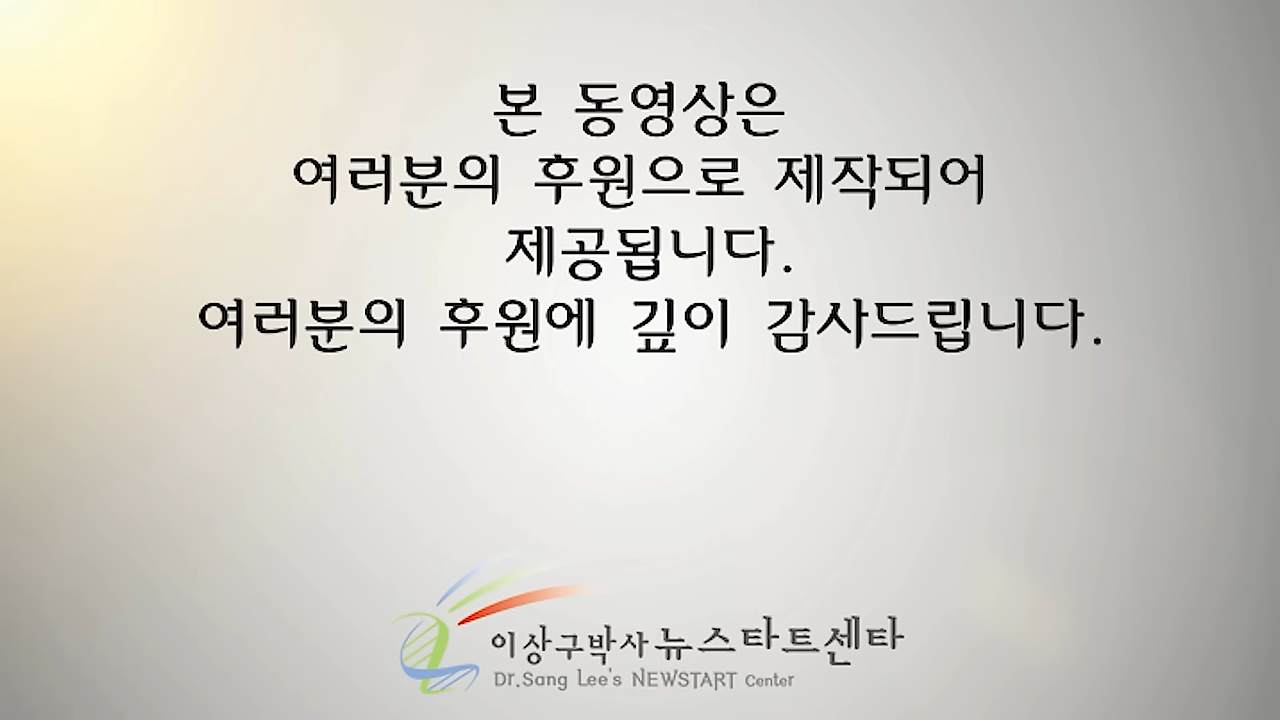 본 동영상은
여러분의 후원으로 제작되어
제공됩니다.
여러분의 후원에 깊이 감사드립니다.
이상구박사 뉴스타트센타
Dr.Sang Lee's NEWSTART Center